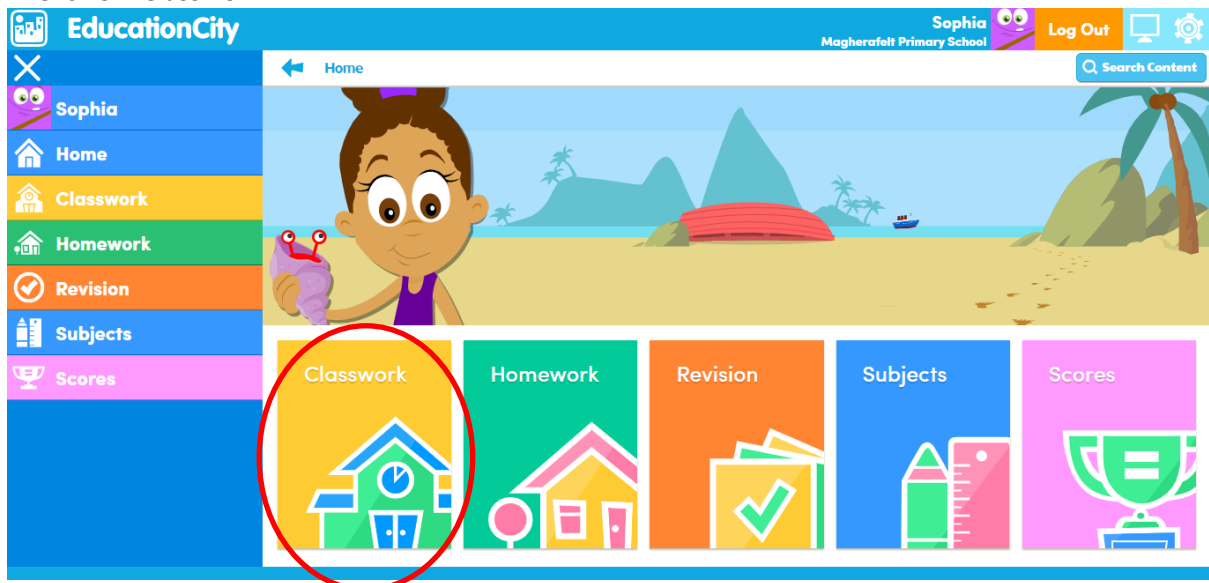 EducationCity
Sophia
Magherafelt Primary School
Log Out
Home
Search Content
Sophia
Home
Classwork
Homework
Revision
Subjects
Scores
Classwork
Homework
Revision
Subjects
Scores